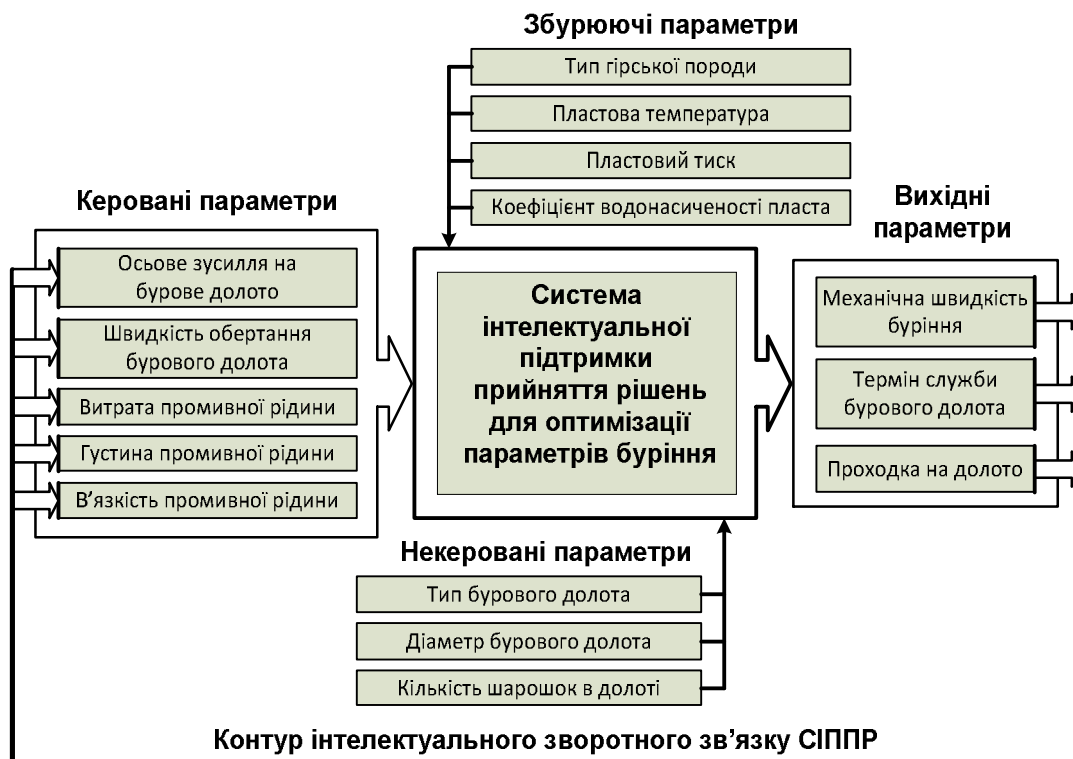 Збурюючі параметри
Тип гірської породи
Пластова температура
Пластовий тиск
Коефіцієнт водонасиченості пласта
Керовані параметри
Осьове зусилля на
бурове долото
Швидкість обертання
бурового долота
Витрата промивної рідини
Густина промивної рідини
В’язкість промивної рідини
Система
інтелектуальної
підтримки
прийняття рішень
для оптимізації
параметрів буріння
Вихідні
параметри
Механічна швидкість
буріння
Термін служби
бурового долота
Проходка на долото
Некеровані параметри
Тип бурового долота
Діаметр бурового долота
Кількість шарошок в долоті
Контур інтелектуального зворотного зв’язку СІППР